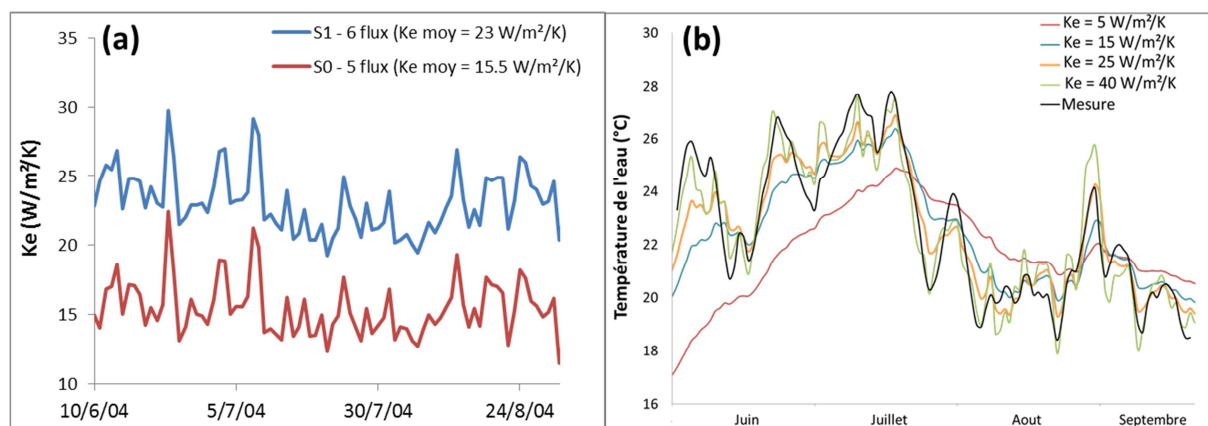 (a)
S1 - 6 flux (Ke moy = 23 W/m²/K)
S0 - 5 flux (Ke moy = 15.5 W/m²/K)
Ke (W/m²/K)
35
30
25
20
15
10
10/6/04
5/7/04
30/7/04
24/8/04
(b)
Ke = 5 W/m²/K
Ke = 15 W/m²/K
Ke = 25 W/m²/K
Ke = 40 W/m²/K
Mesure
Température de l'eau (°C)
30
28
26
24
22
20
18
16
Juin
Juillet
Aout
Septembre